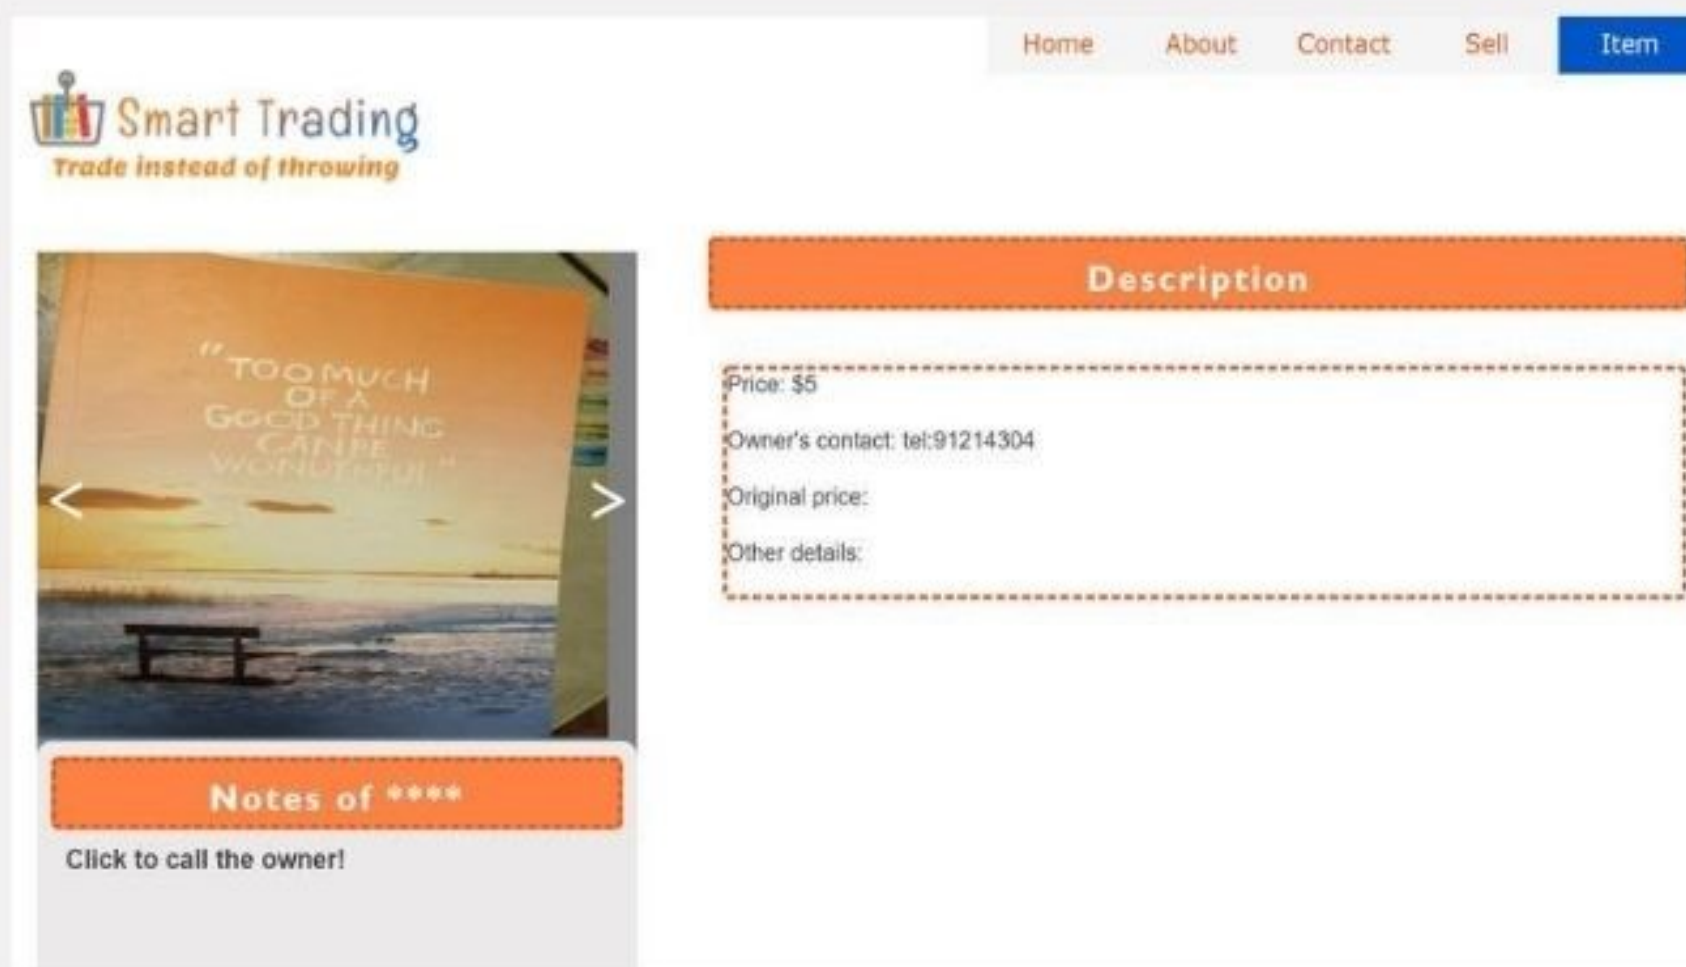 Home About Contact Sell Item
Smart Trading
Trade instead of throwing
Description
"TOO MUCH
OF A
GOOD THING
CAN BE
WONDERFUL"
Price: $5
Owner's contact: tel:91214304
Original price:
Other details:
< >
Notes of ****
Click to call the owner!